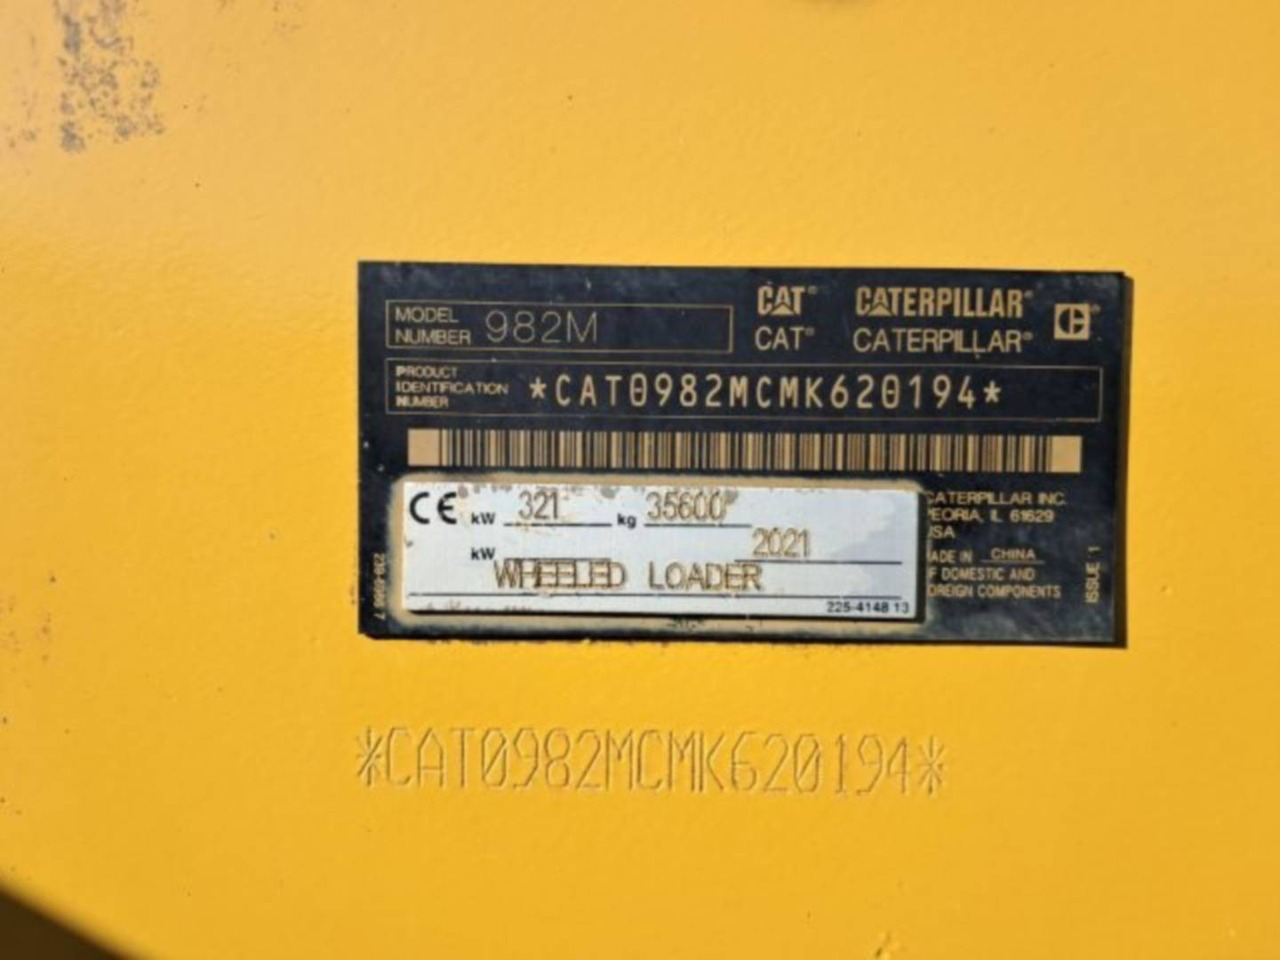 MODEL NUMBER 982M
CAT® CATERPILLAR®
CAT® CATERPILLAR®
PRODUCT IDENTIFICATION NUMBER *CAT0982MCMK620194*
CE kW 321 kg 35600
kW 2021
WHEELED LOADER
225-4148 13
CATERPILLAR INC.
PEORIA, IL 61629
USA
MADE IN CHINA
OF DOMESTIC AND
FOREIGN COMPONENTS
ISSUE 1
*CAT0982MCMK620194*